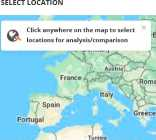 SELECT LOCATION
Click anywhere on the map to select
locations for analysis/comparison
Austria
France
Italy
Spain
Portugal
Greece
Tunisia